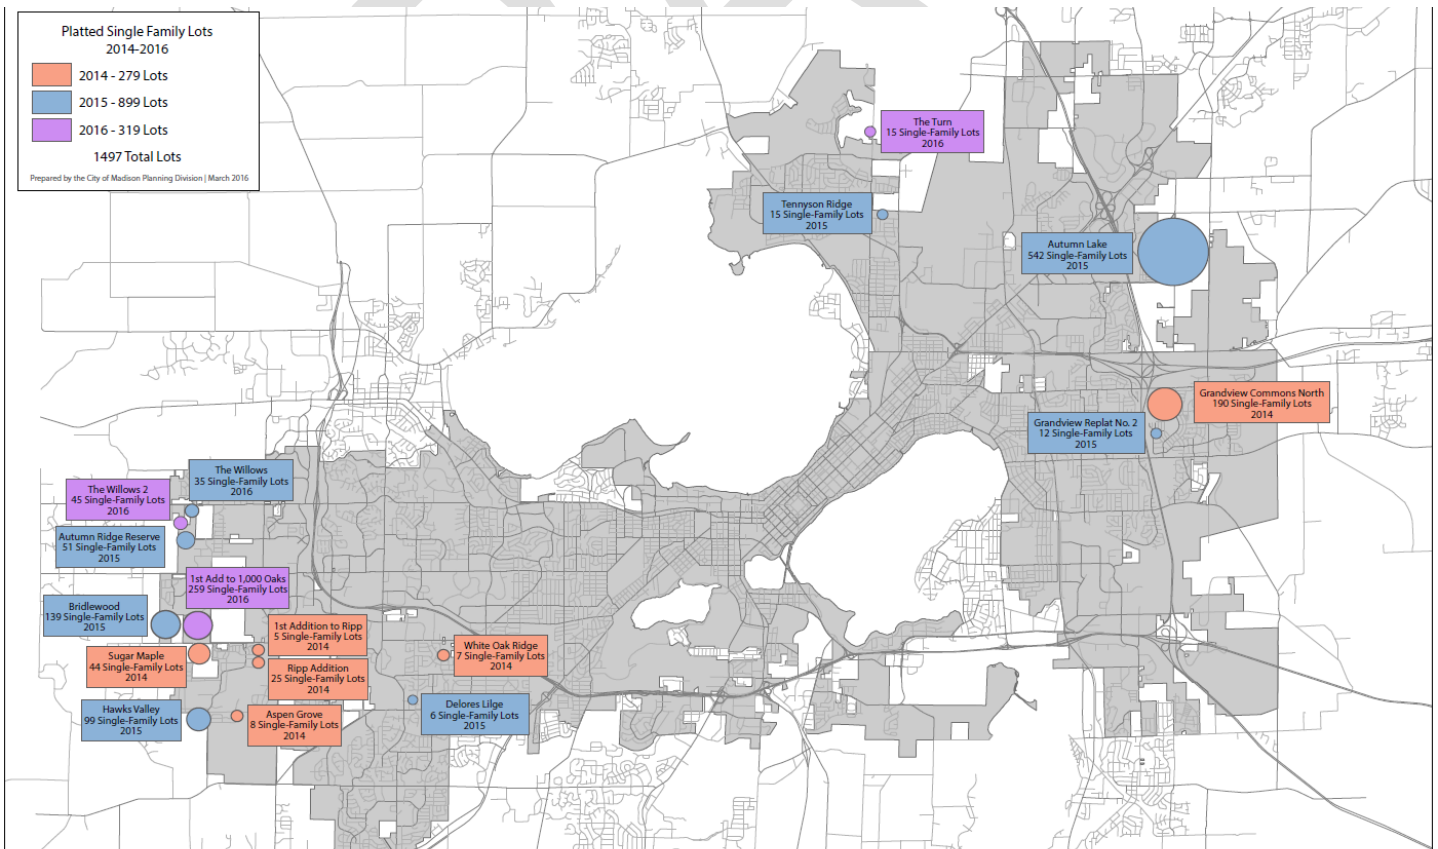 Platted Single Family Lots
2014-2016
2014 - 279 Lots
2015 - 899 Lots
2016 - 319 Lots
1497 Total Lots
Prepared by the City of Madison Planning Division | March 2016
The Turn
15 Single-Family Lots
2016
Tennyson Ridge
15 Single-Family Lots
2015
Autumn Lake
542 Single-Family Lots
2015
Grandview Commons North
190 Single-Family Lots
2014
Grandview Replat No. 2
12 Single-Family Lots
2015
The Willows
35 Single-Family Lots
2016
The Willows 2
45 Single-Family Lots
2016
Autumn Ridge Reserve
51 Single-Family Lots
2015
1st Add to 1,000 Oaks
259 Single-Family Lots
2016
Bridlewood
139 Single-Family Lots
2015
1st Addition to Ripp
5 Single-Family Lots
2014
White Oak Ridge
7 Single-Family Lots
2014
Sugar Maple
44 Single-Family Lots
2014
Ripp Addition
25 Single-Family Lots
2014
Hawks Valley
99 Single-Family Lots
2015
Aspen Grove
8 Single-Family Lots
2014
Delores Lilge
6 Single-Family Lots
2015